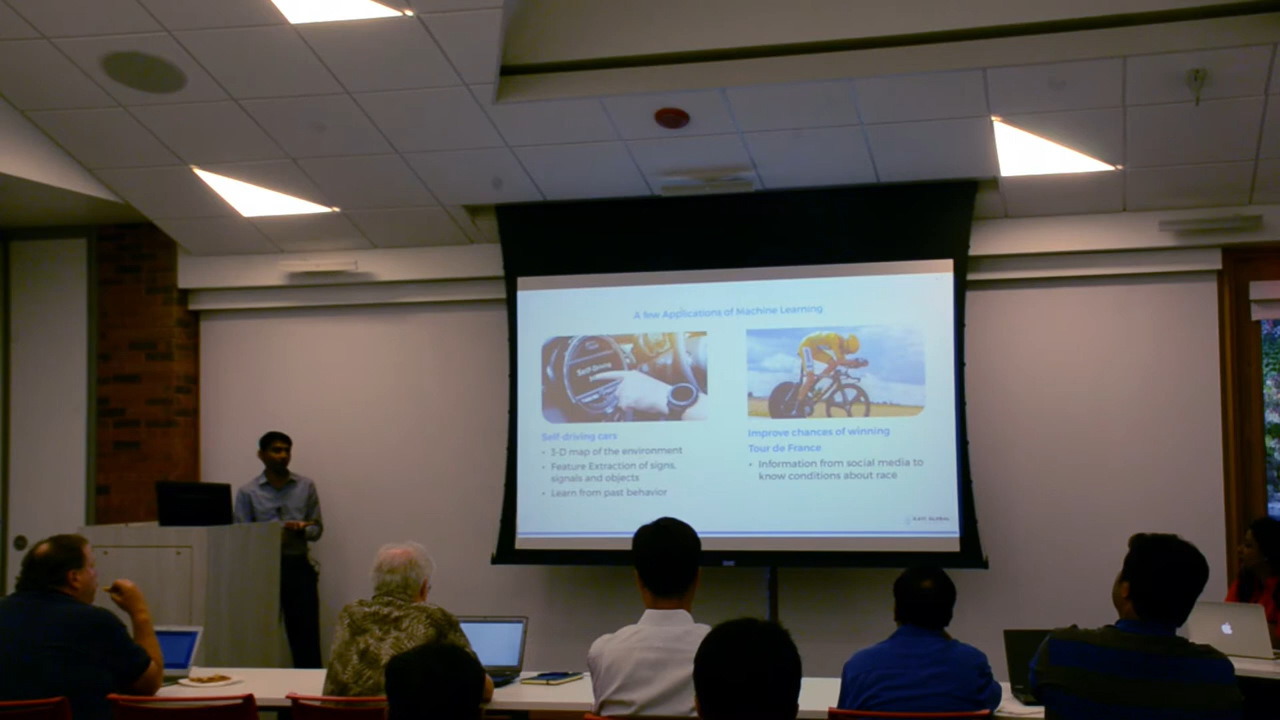 A few Applications of Machine Learning
Self-Driving
Self-driving cars
• 3-D map of the environment
• Feature Extraction of signs,
signals and objects
• Learn from past behavior
Improve chances of winning
Tour de France
• Information from social media to
know conditions about race